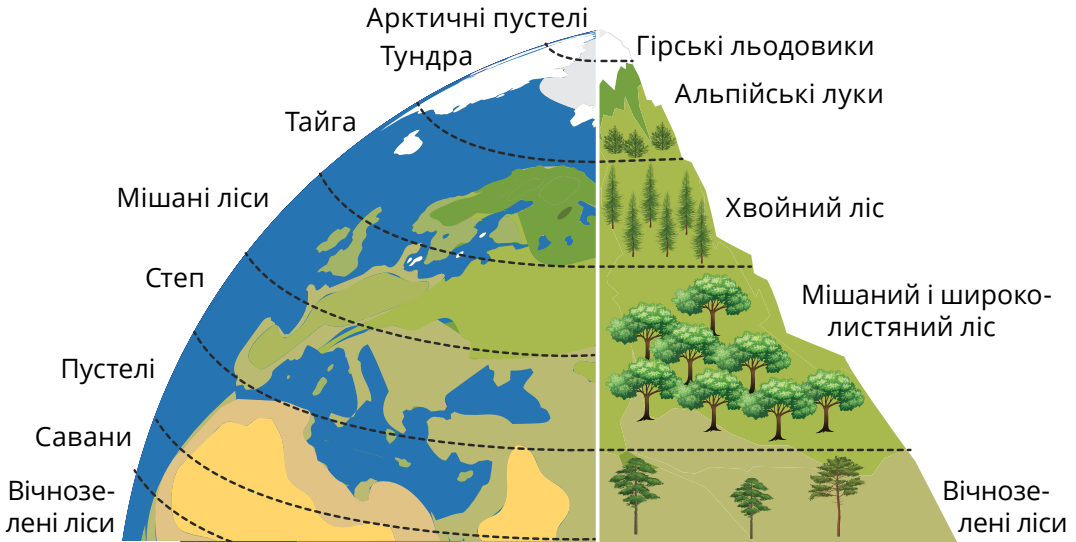 Арктичні пустелі
Тундра
Тайга
Мішані ліси
Степ
Пустелі
Савани
Вічнозе-
лені ліси
Гірські льодовики
Альпійські луки
Хвойний ліс
Мішаний і широко-
листяний ліс
Вічнозе-
лені ліси